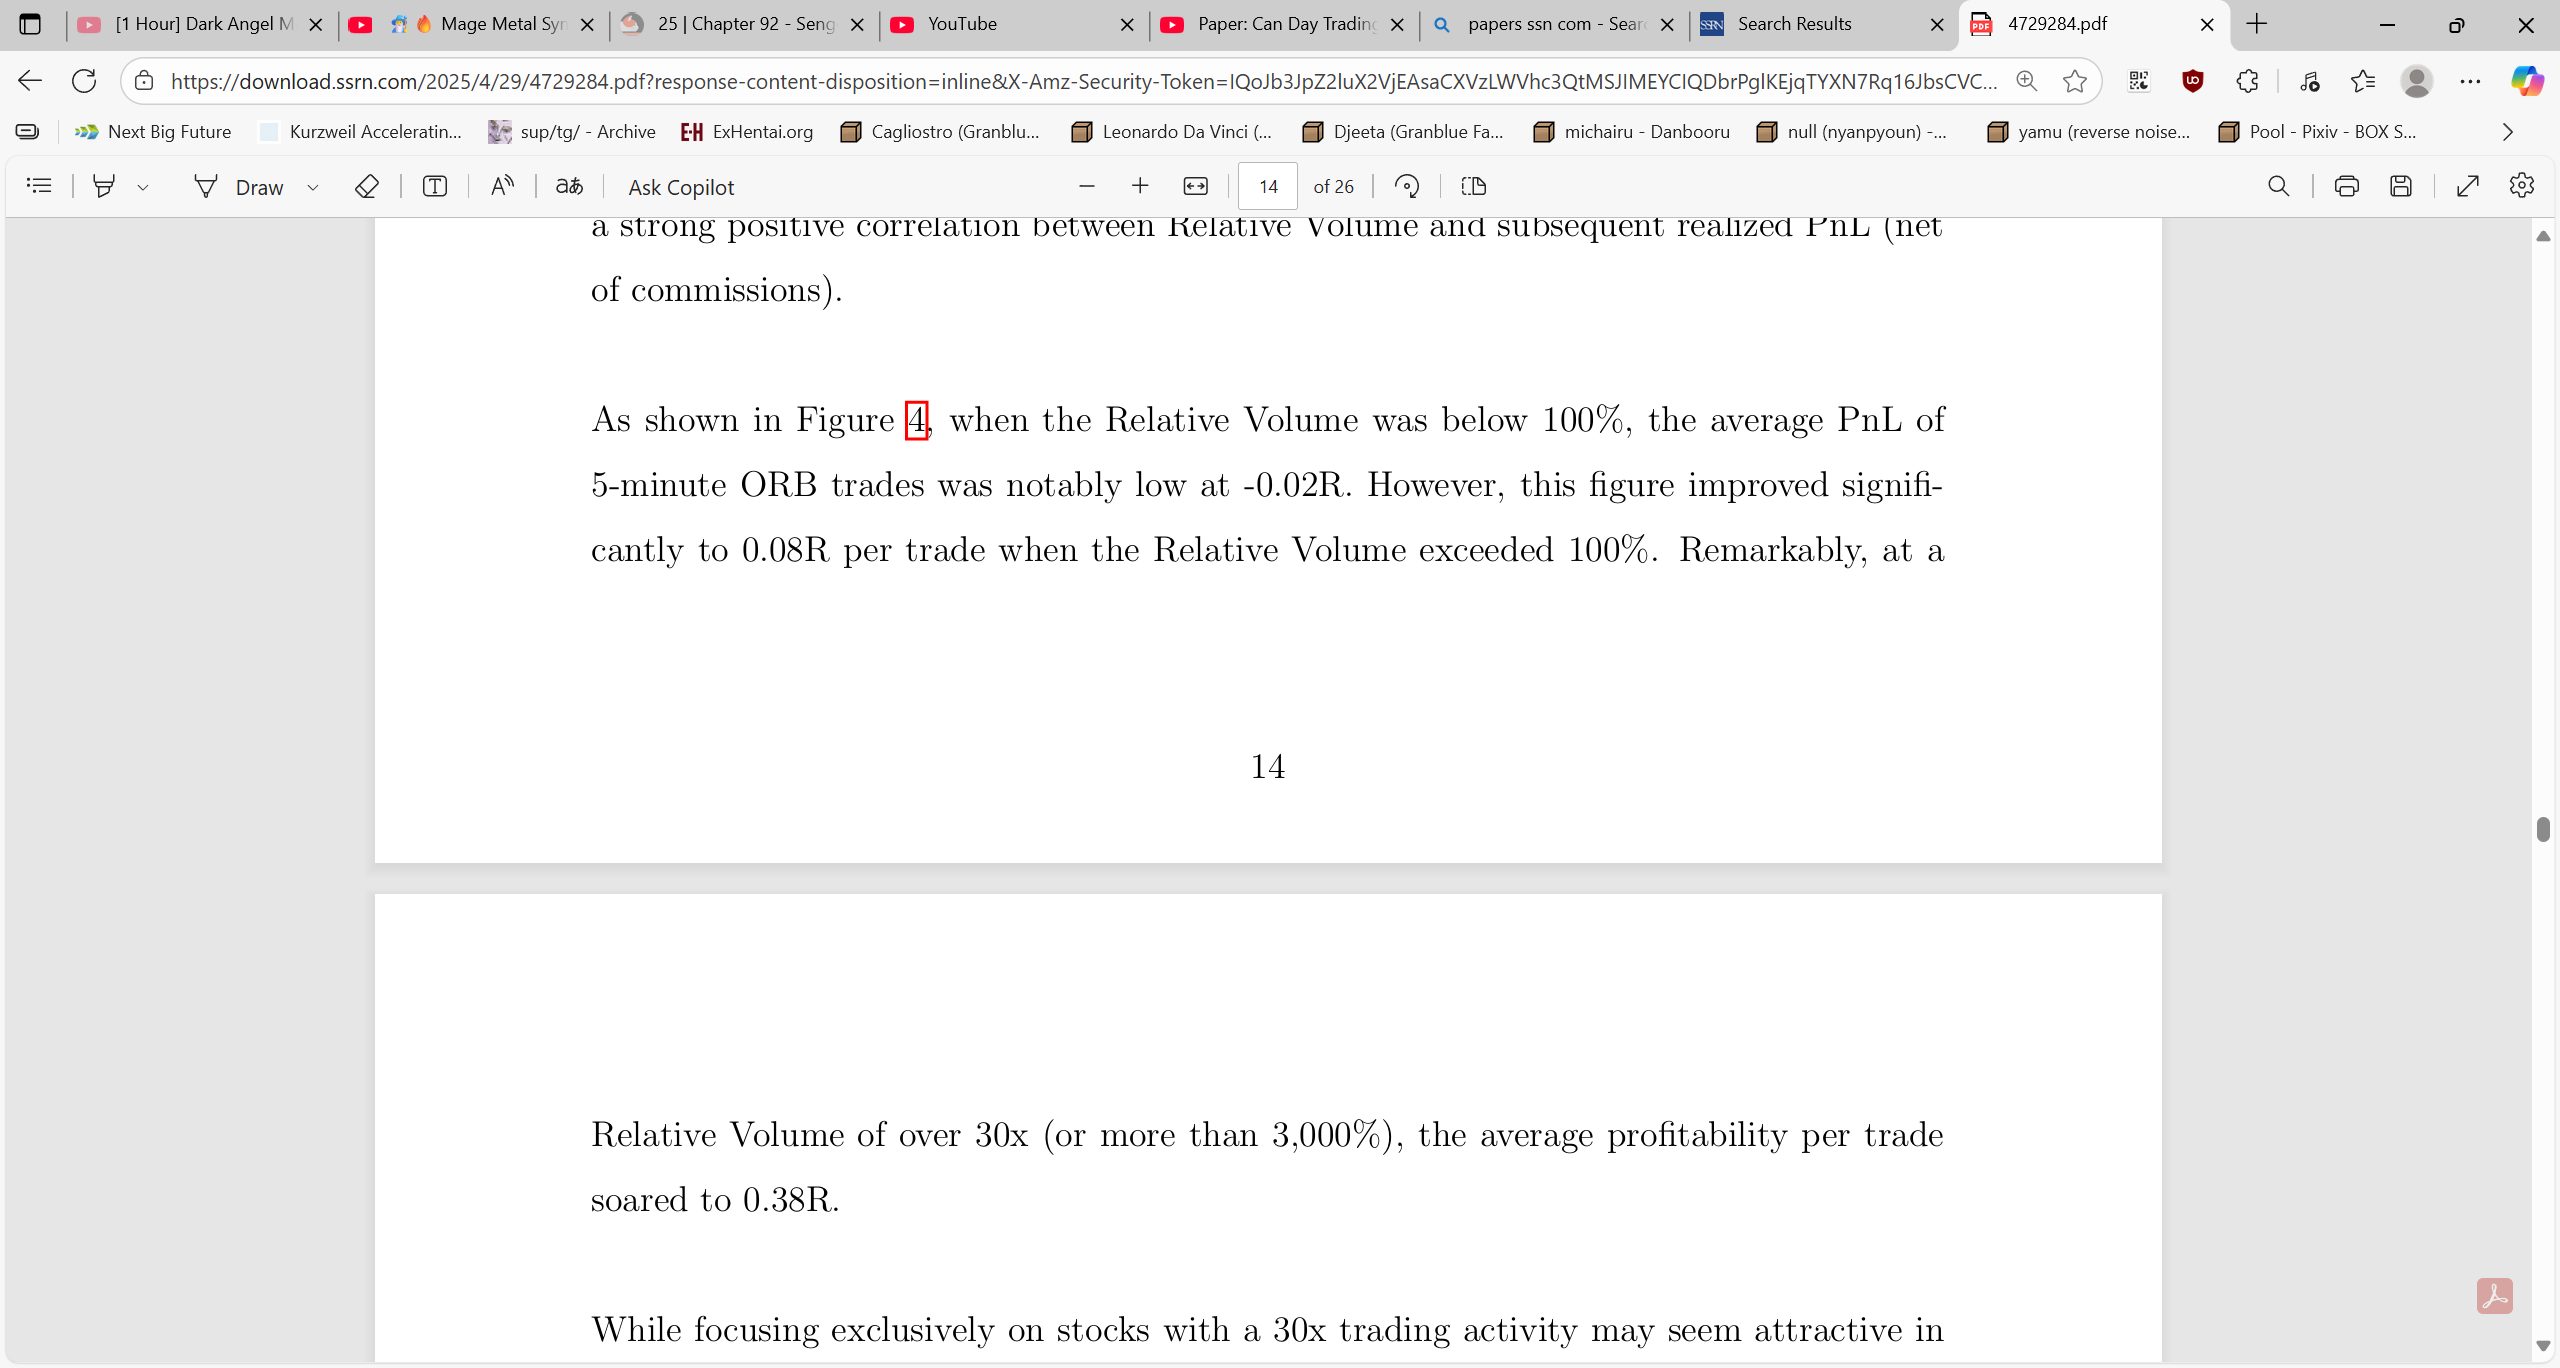 [1 Hour] Dark Angel M
Mage Metal Syn
25 | Chapter 92 - Seng
YouTube
Paper: Can Day Trading
papers ssn com - Sear
SSRN
Search Results
PDF
4729284.pdf
https://download.ssrn.com/2025/4/29/4729284.pdf?response-content-disposition=inline&X-Amz-Security-Token=IQoJb3JpZ2luX2VjEAsaCXVzLWVhc3QtMSJIMEYCIQDbrPglKEjqTYXN7Rq16JbsCVC...
Next Big Future
Kurzweil Acceleratin...
sup/tg/ - Archive
E-H ExHentai.org
Cagliostro (Granblu...
Leonardo Da Vinci (...
Djeeta (Granblue Fa...
michairu - Danbooru
null (nyanpyoun) -...
yamu (reverse noise...
Pool - Pixiv - BOX S...
Draw
aあ
Ask Copilot
14 of 26
a strong positive correlation between Relative Volume and subsequent realized PnL (net
of commissions).
As shown in Figure 4, when the Relative Volume was below 100%, the average PnL of
5-minute ORB trades was notably low at -0.02R. However, this figure improved signifi-
cantly to 0.08R per trade when the Relative Volume exceeded 100%. Remarkably, at a
14
Relative Volume of over 30x (or more than 3,000%), the average profitability per trade
soared to 0.38R.
While focusing exclusively on stocks with a 30x trading activity may seem attractive in